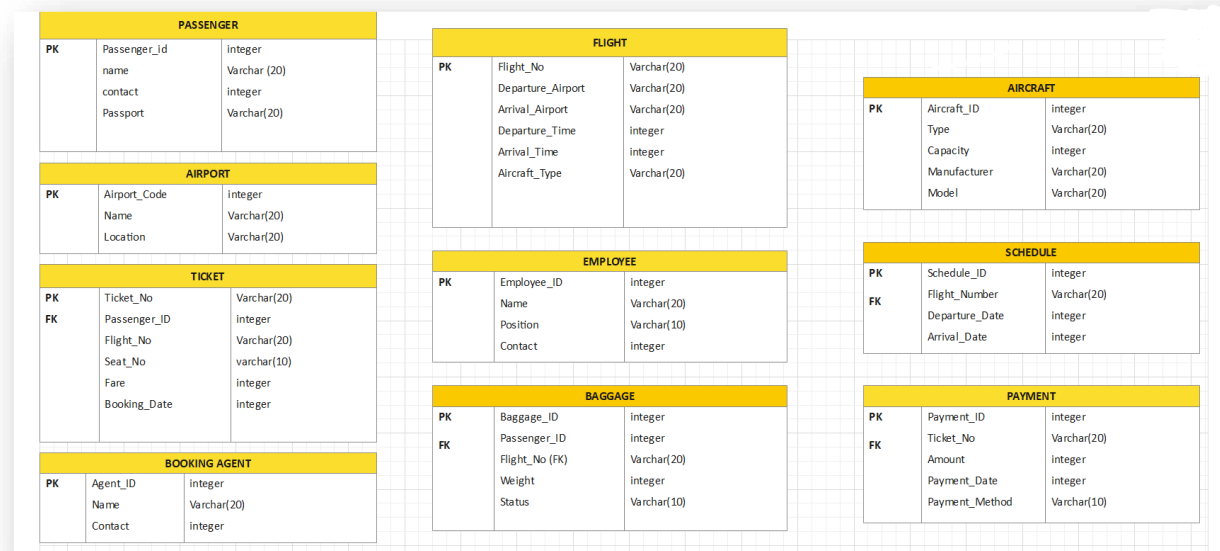 PASSENGER
PK Passenger_id integer
name Varchar (20)
contact integer
Passport Varchar(20)
AIRPORT
PK Airport_Code integer
Name Varchar(20)
Location Varchar(20)
TICKET
PK Ticket_No Varchar(20)
FK Passenger_ID integer
Flight_No Varchar(20)
Seat_No varchar(10)
Fare integer
Booking_Date integer
BOOKING AGENT
PK Agent_ID integer
Name Varchar(20)
Contact integer
FLIGHT
PK Flight_No Varchar(20)
Departure_Airport Varchar(20)
Arrival_Airport Varchar(20)
Departure_Time integer
Arrival_Time integer
Aircraft_Type Varchar(20)
EMPLOYEE
PK Employee_ID integer
Name Varchar(20)
Position Varchar(10)
Contact integer
BAGGAGE
PK Baggage_ID integer
FK Passenger_ID integer
Flight_No (FK) Varchar(20)
Weight integer
Status Varchar(10)
AIRCRAFT
PK Aircraft_ID integer
Type Varchar(20)
Capacity integer
Manufacturer Varchar(20)
Model Varchar(20)
SCHEDULE
PK Schedule_ID integer
FK Flight_Number Varchar(20)
Departure_Date integer
Arrival_Date integer
PAYMENT
PK Payment_ID integer
FK Ticket_No Varchar(20)
Amount integer
Payment_Date integer
Payment_Method Varchar(10)